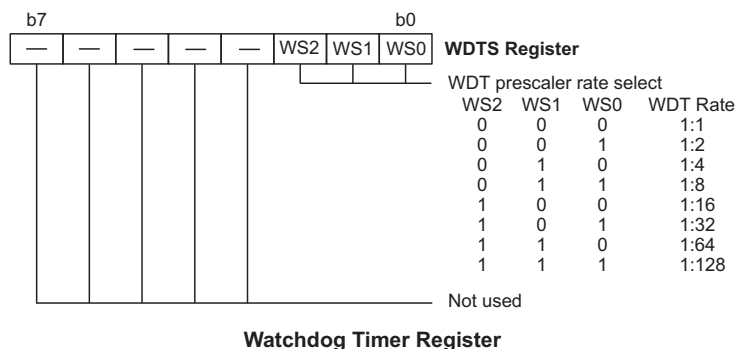 b7 b0
— — — — — WS2 WS1 WS0 WDTS Register
WDT prescaler rate select
WS2 WS1 WS0 WDT Rate
0 0 0 1:1
0 0 1 1:2
0 1 0 1:4
0 1 1 1:8
1 0 0 1:16
1 0 1 1:32
1 1 0 1:64
1 1 1 1:128
Not used
Watchdog Timer Register